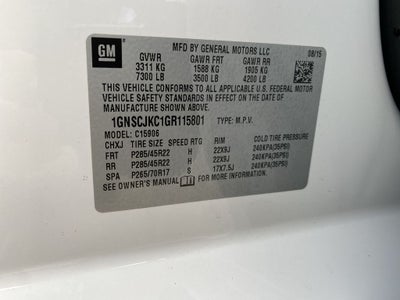 GM
MFD BY GENERAL MOTORS LLC
08/15
GVWR GAWR FRT GAWR RR
3311 KG 1588 KG 1905 KG
7300 LB 3500 LB 4200 LB
THIS VEHICLE CONFORMS TO ALL APPLICABLE U.S. FEDERAL MOTOR
VEHICLE SAFETY AND THEFT PREVENTION STANDARDS IN EFFECT ON THE DATE
OF MANUFACTURE SHOWN ABOVE.
1GNSCJKC1GR115801 TYPE: M.P.V.
MODEL: C15906
CHXJ TIRE SIZE SPEED RTG RIM COLD TIRE PRESSURE
FRT P285/45R22 H 22X9J 240KPA(35PSI)
RR P285/45R22 H 22X9J 240KPA(35PSI)
SPA P265/70R17 S 17X7.5J 240KPA(35PSI)
SEE OWNER'S MANUAL FOR MORE INFORMATION